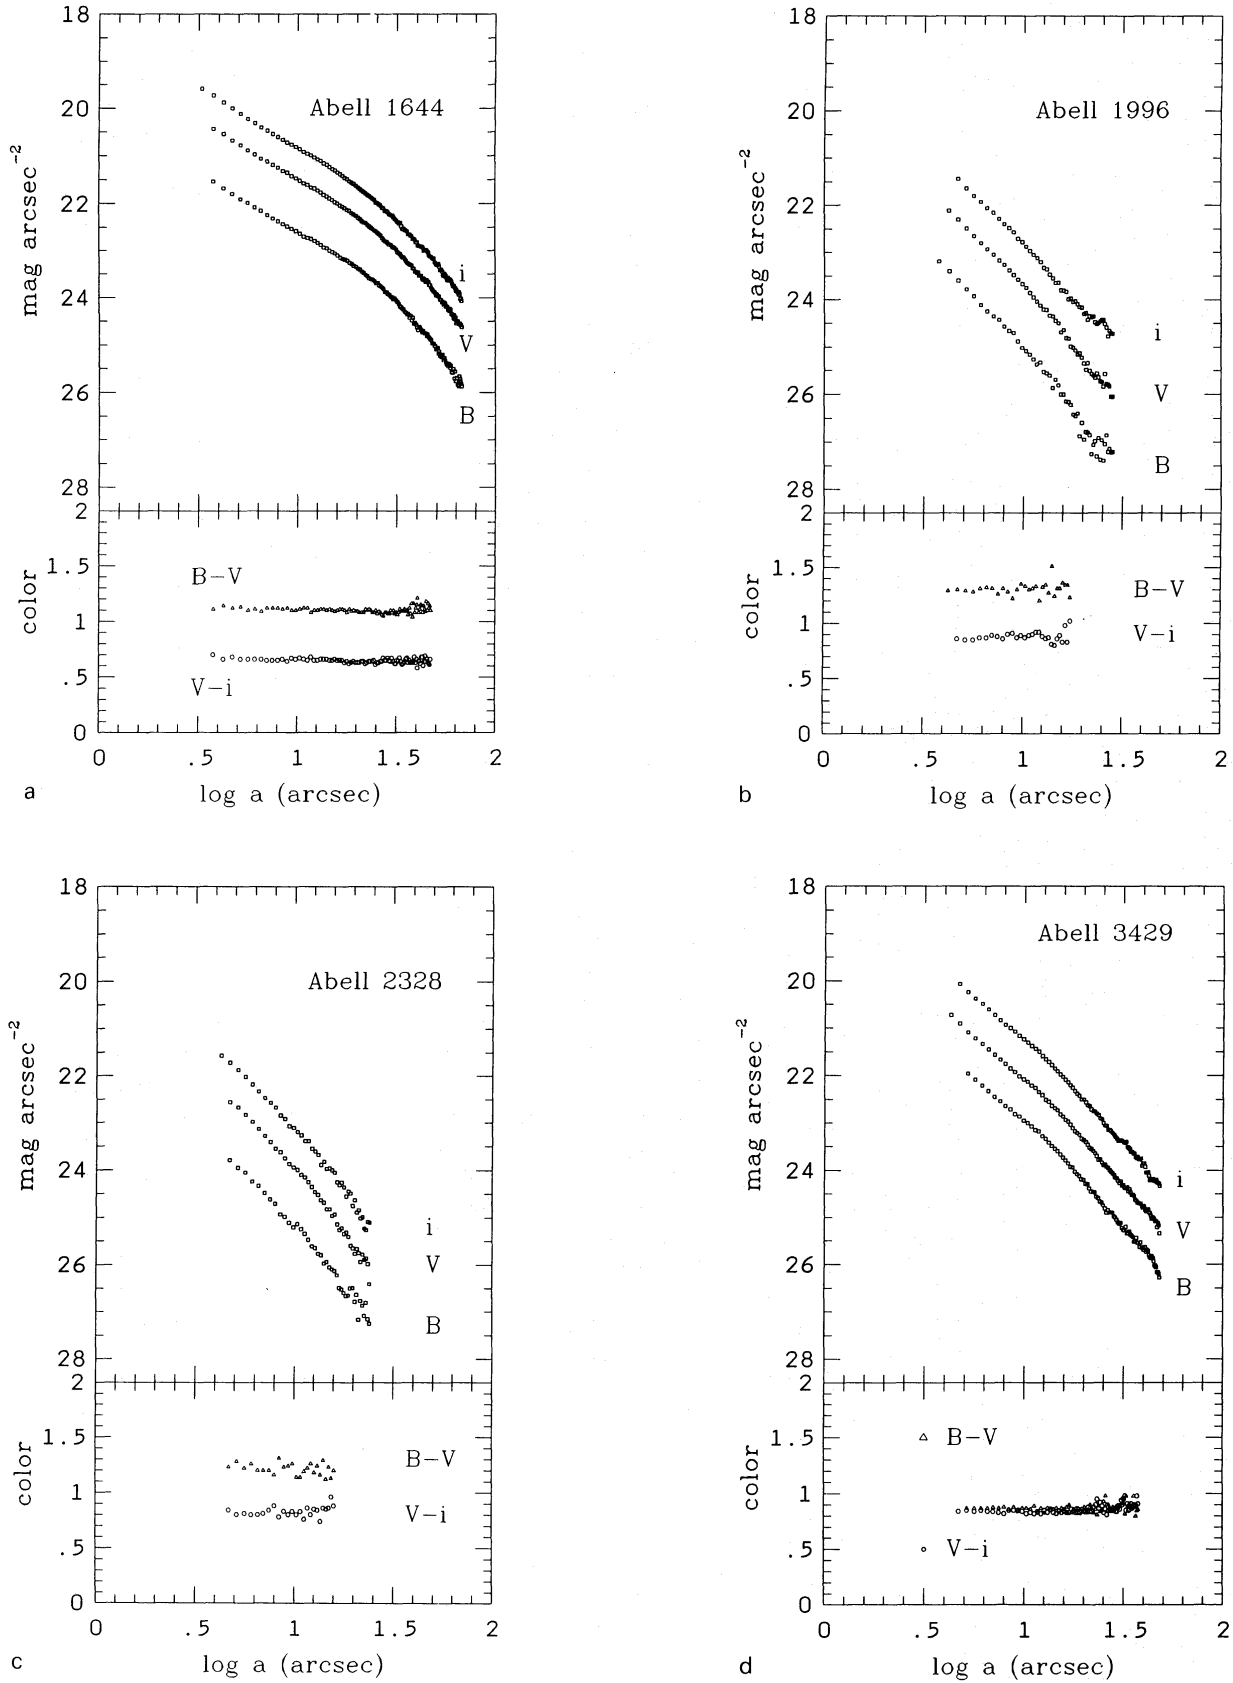 18
20
22
24
26
28
mag arcsec⁻²
Abell 1644
i
V
B
2
1.5
1
.5
0
color
B−V
V−i
0 .5 1 1.5 2
log a (arcsec)
a
18
20
22
24
26
28
mag arcsec⁻²
Abell 1996
i
V
B
2
1.5
1
.5
0
color
B−V
V−i
0 .5 1 1.5 2
log a (arcsec)
b
18
20
22
24
26
28
mag arcsec⁻²
Abell 2328
i
V
B
2
1.5
1
.5
0
color
B−V
V−i
0 .5 1 1.5 2
log a (arcsec)
c
18
20
22
24
26
28
mag arcsec⁻²
Abell 3429
i
V
B
2
1.5
1
.5
0
color
B−V
V−i
0 .5 1 1.5 2
log a (arcsec)
d